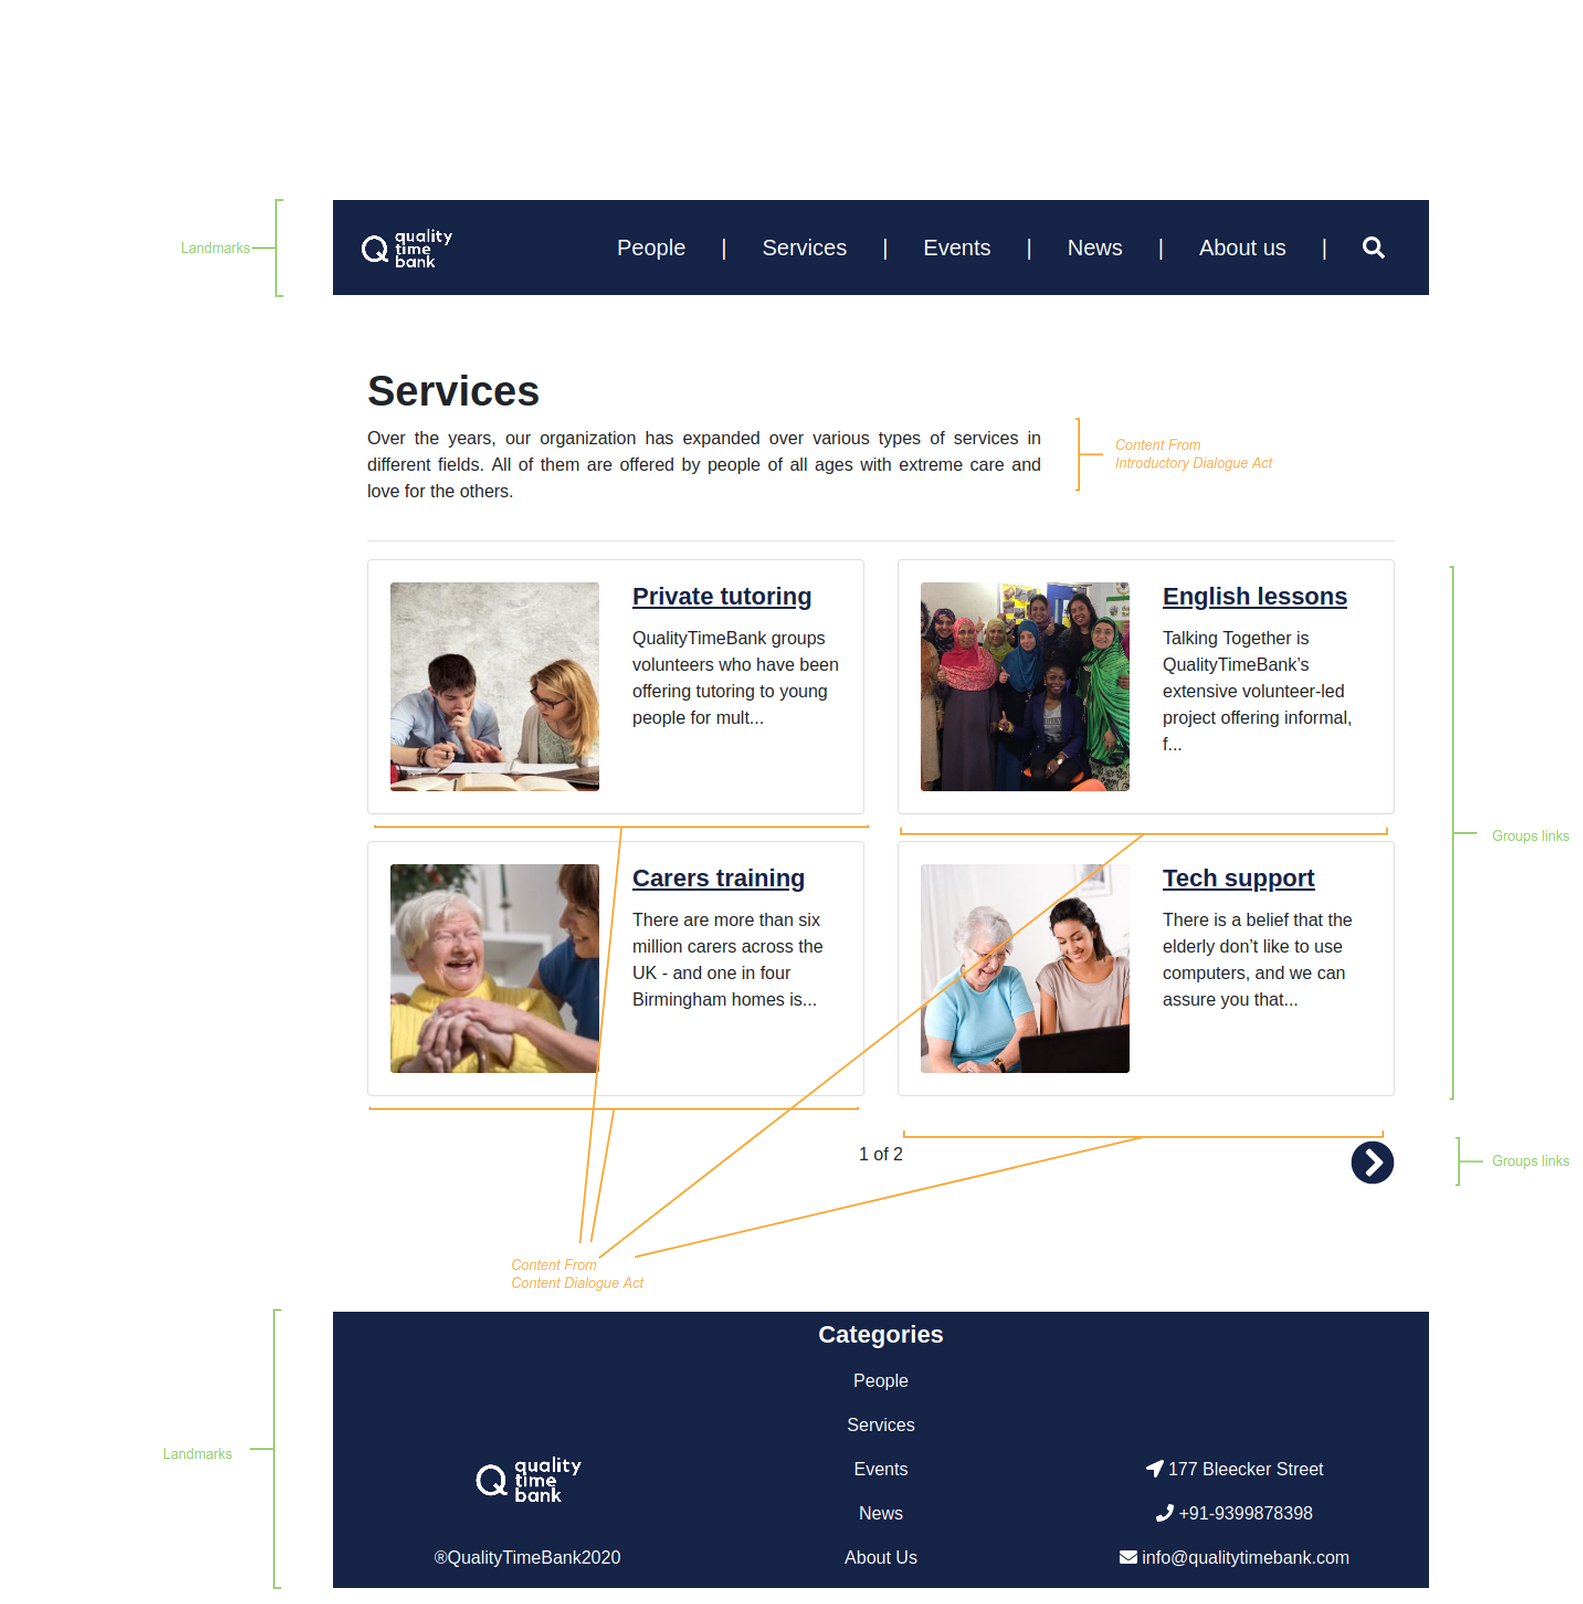 Landmarks
quality
time
bank
People | Services | Events | News | About us |
Services
Over the years, our organization has expanded over various types of services in
different fields. All of them are offered by people of all ages with extreme care and
love for the others.
Content From
Introductory Dialogue Act
Private tutoring
QualityTimeBank groups
volunteers who have been
offering tutoring to young
people for mult...
English lessons
Talking Together is
QualityTimeBank’s
extensive volunteer-led
project offering informal,
f...
Groups links
Carers training
There are more than six
million carers across the
UK - and one in four
Birmingham homes is...
Tech support
There is a belief that the
elderly don’t like to use
computers, and we can
assure you that...
1 of 2
Groups links
Content From
Content Dialogue Act
Landmarks
quality
time
bank
®QualityTimeBank2020
Categories
People
Services
Events
News
About Us
177 Bleecker Street
+91-9399878398
info@qualitytimebank.com